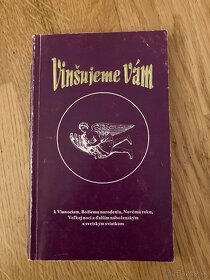 Vinšujeme Vám
k Vianociam, Božiemu narodeniu, Novému roku,
Veľkej noci a ďalším náboženským
a svetským sviatkom